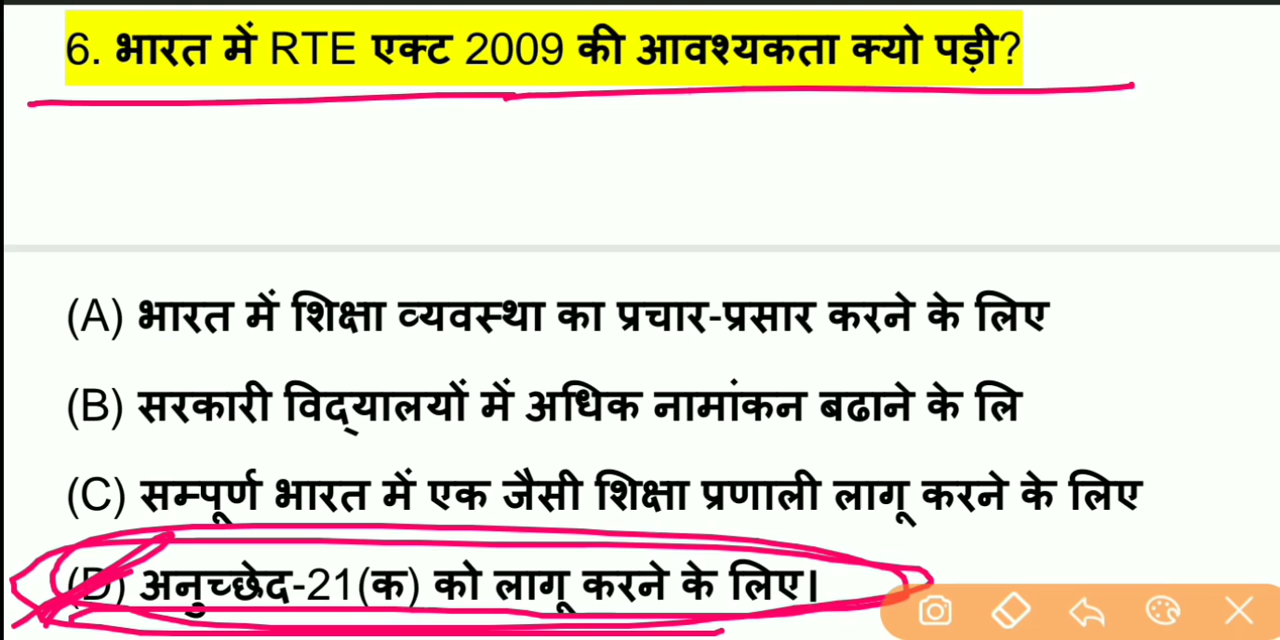 6. भारत में RTE एक्ट 2009 की आवश्यकता क्यो पड़ी?
(A) भारत में शिक्षा व्यवस्था का प्रचार-प्रसार करने के लिए
(B) सरकारी विद्यालयों में अधिक नामांकन बढाने के लि
(C) सम्पूर्ण भारत में एक जैसी शिक्षा प्रणाली लागू करने के लिए
(D) अनुच्छेद-21(क) को लागू करने के लिए।